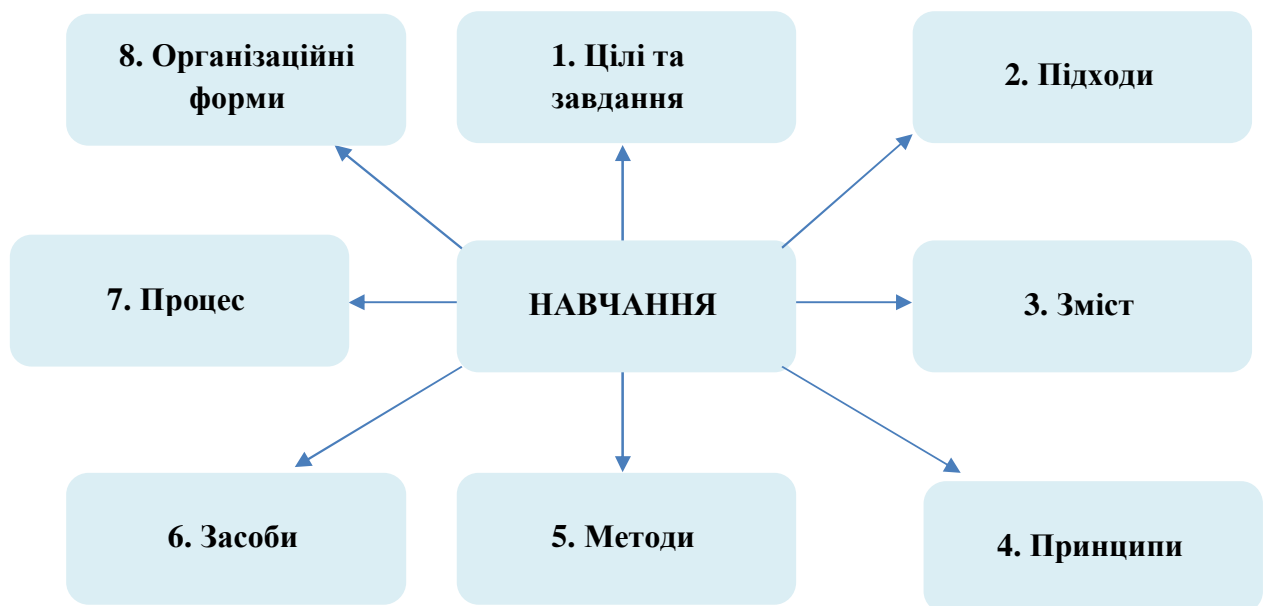 8. Організаційні
форми
1. Цілі та
завдання
2. Підходи
7. Процес
НАВЧАННЯ
3. Зміст
6. Засоби
5. Методи
4. Принципи